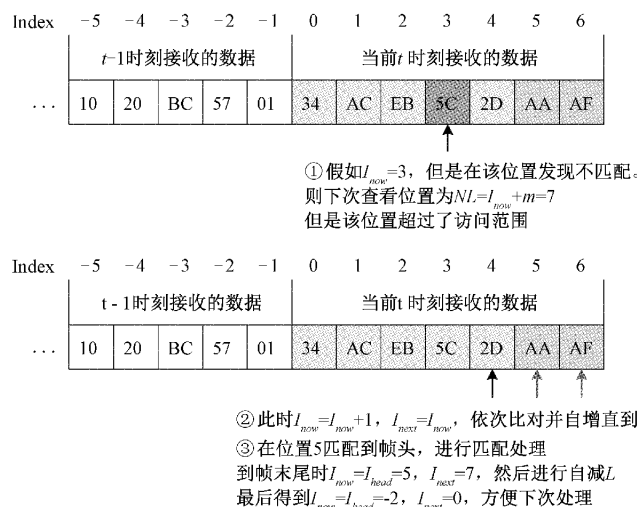 Index -5 -4 -3 -2 -1 0 1 2 3 4 5 6
t-1时刻接收的数据 当前t 时刻接收的数据
... 10 20 BC 57 01 34 AC EB 5C 2D AA AF
①假如I_now=3，但是在该位置发现不匹配。
则下次查看位置为NL=I_now+m=7
但是该位置超过了访问范围
Index -5 -4 -3 -2 -1 0 1 2 3 4 5 6
t - 1时刻接收的数据 当前t 时刻接收的数据
... 10 20 BC 57 01 34 AC EB 5C 2D AA AF
②此时I_now=I_now+1，I_next=I_now，依次比对并自增直到
③在位置5匹配到帧头，进行匹配处理
到帧末尾时I_now=I_head=5，I_next=7，然后进行自减L
最后得到I_now=I_head=-2，I_next=0，方便下次处理